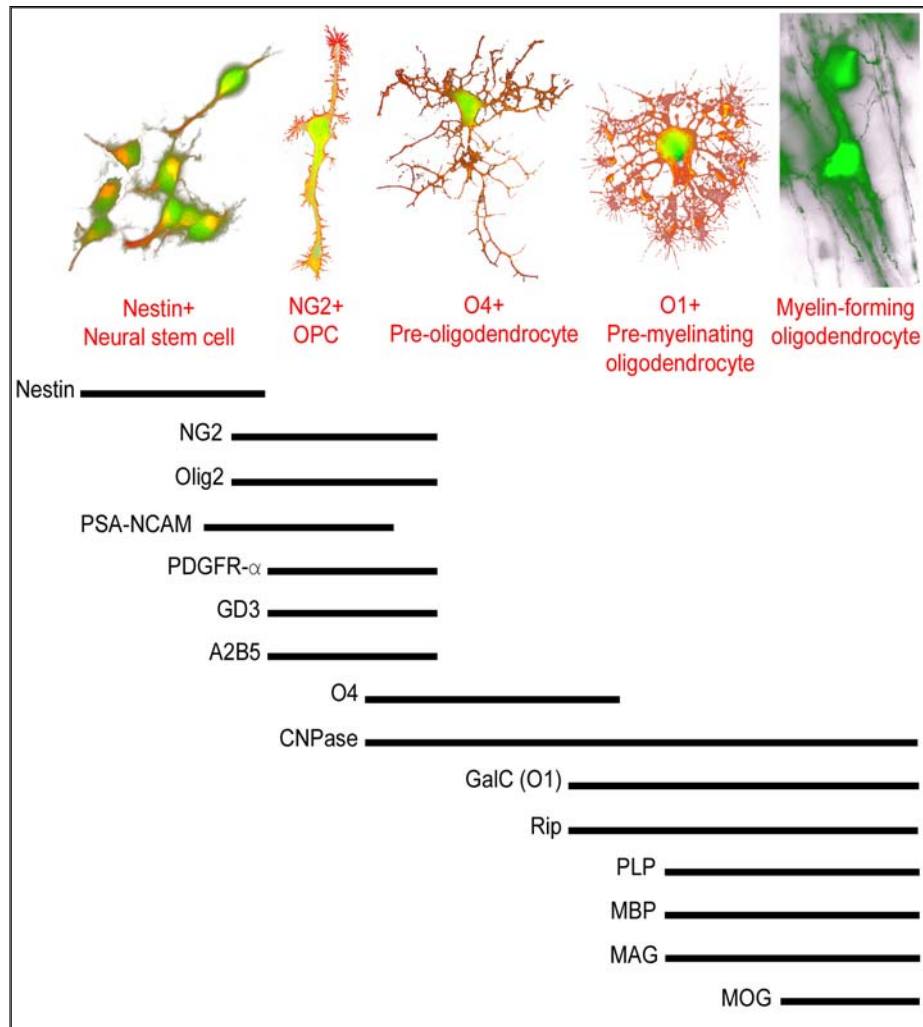 Nestin+
Neural stem cell
NG2+
OPC
O4+
Pre-oligodendrocyte
O1+
Pre-myelinating
oligodendrocyte
Myelin-forming
oligodendrocyte
Nestin
NG2
Olig2
PSA-NCAM
PDGFR-α
GD3
A2B5
O4
CNPase
GalC (O1)
Rip
PLP
MBP
MAG
MOG